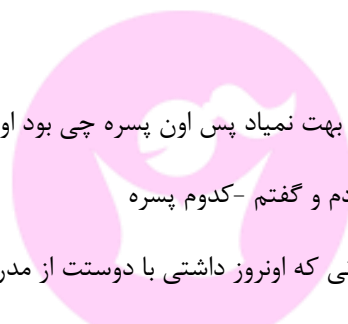 بهت نمیاد پس اون پسره چی بود او
دم و گفتم -کدوم پسره
نی که اونروز داشتی با دوستت از مدر